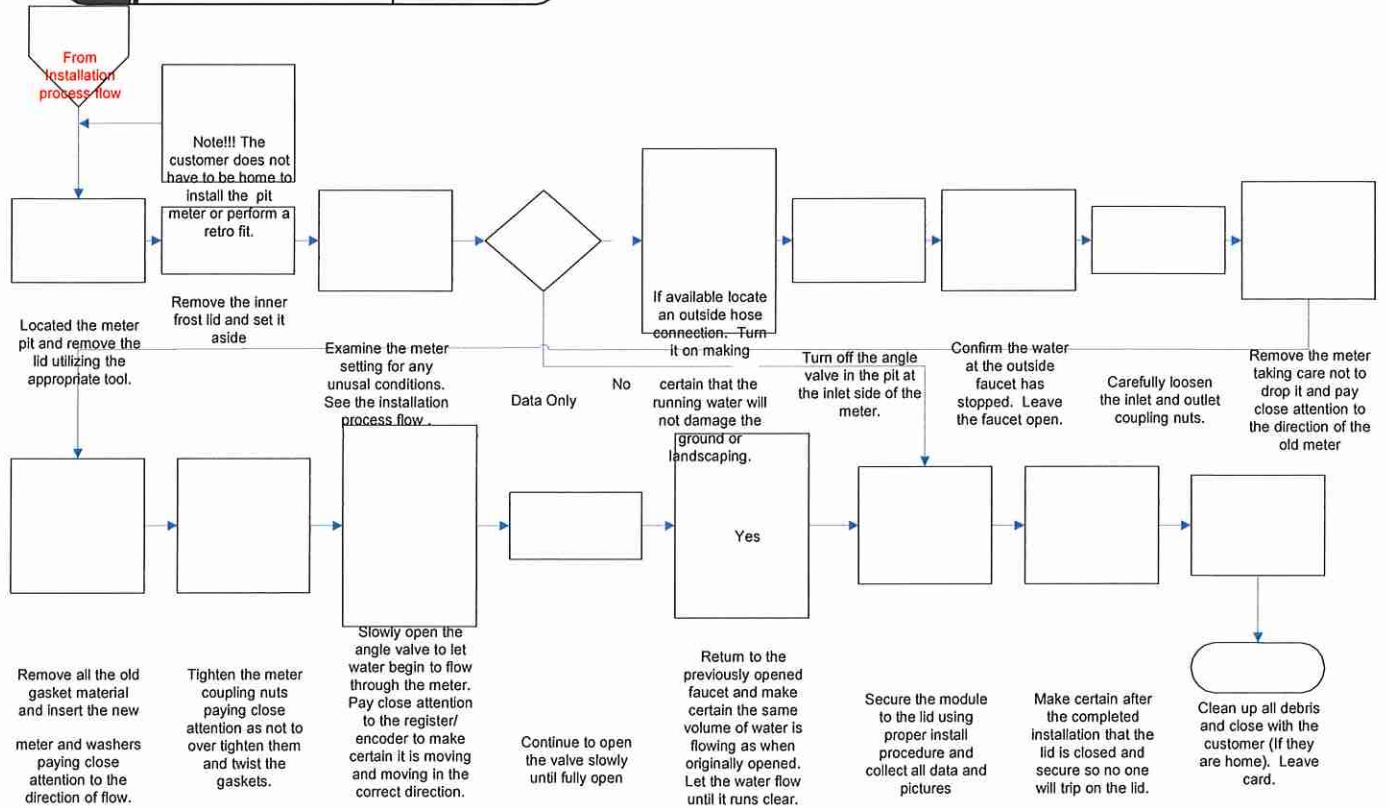 From
Installation
process flow
Note!!! The
customer does not
have to be home to
install the pit
meter or perform a
retro fit.
Located the meter
pit and remove the
lid utilizing the
appropriate tool.
Remove the inner
frost lid and set it
aside
Examine the meter
setting for any
unusual conditions.
See the installation
process flow .
Data Only
No
If available locate
an outside hose
connection. Turn
it on making
certain that the
running water will
not damage the
ground or
landscaping.
Turn off the angle
valve in the pit at
the inlet side of the
meter.
Confirm the water
at the outside
faucet has
stopped. Leave
the faucet open.
Carefully loosen
the inlet and outlet
coupling nuts.
Remove the meter
taking care not to
drop it and pay
close attention to
the direction of the
old meter
Yes
Remove all the old
gasket material
and insert the new
meter and washers
paying close
attention to the
direction of flow.
Tighten the meter
coupling nuts
paying close
attention as not to
over tighten them
and twist the
gaskets.
Slowly open the
angle valve to let
water begin to flow
through the meter.
Pay close attention
to the register/
encoder to make
certain it is moving
and moving in the
correct direction.
Continue to open
the valve slowly
until fully open
Return to the
previously opened
faucet and make
certain the same
volume of water is
flowing as when
originally opened.
Let the water flow
until it runs clear.
Secure the module
to the lid using
proper install
procedure and
collect all data and
pictures
Make certain after
the completed
installation that the
lid is closed and
secure so no one
will trip on the lid.
Clean up all debris
and close with the
customer (If they
are home). Leave
card.